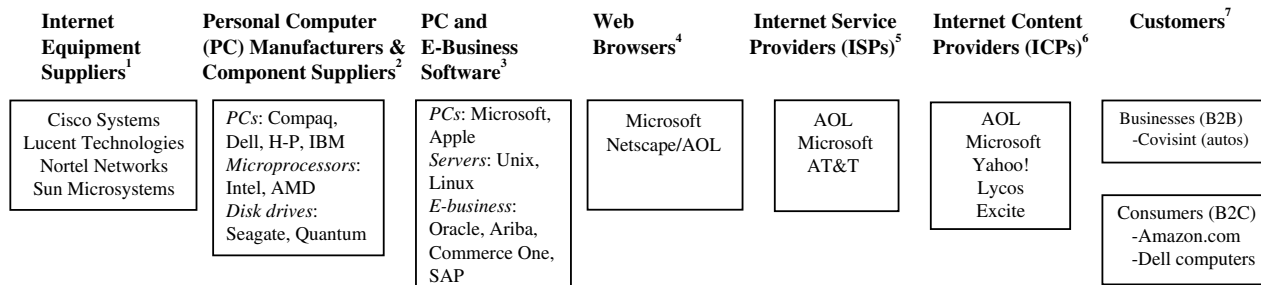 Internet
Equipment
Suppliers1
Personal Computer
(PC) Manufacturers &
Component Suppliers2
PC and
E-Business
Software3
Web
Browsers4
Internet Service
Providers (ISPs)5
Internet Content
Providers (ICPs)6
Customers7
Cisco Systems
Lucent Technologies
Nortel Networks
Sun Microsystems
PCs: Compaq,
Dell, H-P, IBM
Microprocessors:
Intel, AMD
Disk drives:
Seagate, Quantum
PCs: Microsoft,
Apple
Servers: Unix,
Linux
E-business:
Oracle, Ariba,
Commerce One,
SAP
Microsoft
Netscape/AOL
AOL
Microsoft
AT&T
AOL
Microsoft
Yahoo!
Lycos
Excite
Businesses (B2B)
-Covisint (autos)
Consumers (B2C)
-Amazon.com
-Dell computers